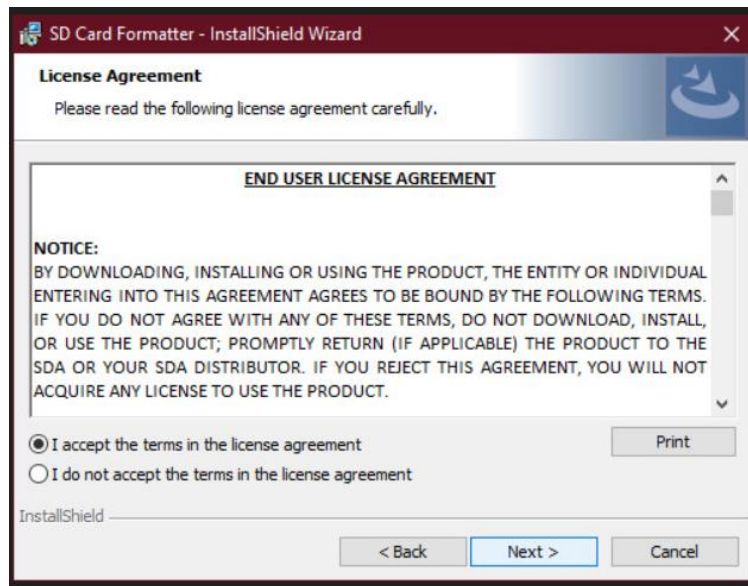 SD Card Formatter - InstallShield Wizard
License Agreement
Please read the following license agreement carefully.
END USER LICENSE AGREEMENT
NOTICE:
BY DOWNLOADING, INSTALLING OR USING THE PRODUCT, THE ENTITY OR INDIVIDUAL
ENTERING INTO THIS AGREEMENT AGREES TO BE BOUND BY THE FOLLOWING TERMS.
IF YOU DO NOT AGREE WITH ANY OF THESE TERMS, DO NOT DOWNLOAD, INSTALL,
OR USE THE PRODUCT; PROMPTLY RETURN (IF APPLICABLE) THE PRODUCT TO THE
SDA OR YOUR SDA DISTRIBUTOR. IF YOU REJECT THIS AGREEMENT, YOU WILL NOT
ACQUIRE ANY LICENSE TO USE THE PRODUCT.
I accept the terms in the license agreement
Print
I do not accept the terms in the license agreement
InstallShield
< Back Next > Cancel